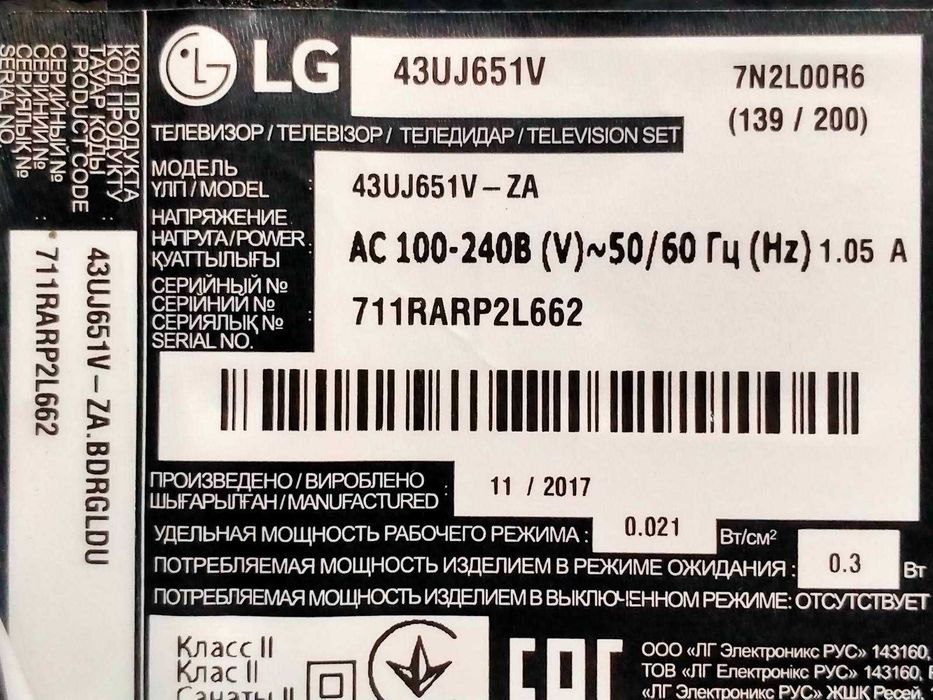 LG 43UJ651V 7N2L00R6
(139 / 200)
ТЕЛЕВИЗОР / ТЕЛЕВІЗОР / ТЕЛЕДИДАР / TELEVISION SET
МОДЕЛЬ
ҮЛГІ / MODEL : 43UJ651V – ZA
НАПРЯЖЕНИЕ
НАПРУГА/POWER : AC 100-240В (V)~50/60 Гц (Hz) 1.05 A
ҚУАТТЫЛЫҒЫ
СЕРИЙНЫЙ №
СЕРІЙНИЙ № : 711RARP2L662
СЕРИЯЛЫҚ №
SERIAL NO.
ПРОИЗВЕДЕНО / ВИРОБЛЕНО
ШЫҒАРЫЛҒАН / MANUFACTURED : 11 / 2017
УДЕЛЬНАЯ МОЩНОСТЬ РАБОЧЕГО РЕЖИМА : 0.021 Вт/см²
ПОТРЕБЛЯЕМАЯ МОЩНОСТЬ ИЗДЕЛИЕМ В РЕЖИМЕ ОЖИДАНИЯ : 0.3 Вт
ПОТРЕБЛЯЕМАЯ МОЩНОСТЬ ИЗДЕЛИЕМ В ВЫКЛЮЧЕННОМ РЕЖИМЕ: ОТСУТСТВУЕТ
Класс II
Клас II
Санаты II
EAC
ООО «ЛГ Электроникс РУС» 143160,
ТОВ «ЛГ Електронікс РУС» 143160,
«ЛГ Электроникс РУС» ЖШҚ Ресей,
КОД ПРОДУКТА
КОД ПРОДУКТУ
ТАУАР КОДЫ
PRODUCT CODE : 43UJ651V – ZA.BDRGLDU
СЕРИЙНЫЙ №
СЕРІЙНИЙ №
СЕРИЯЛЫҚ №
SERIAL NO. : 711RARP2L662